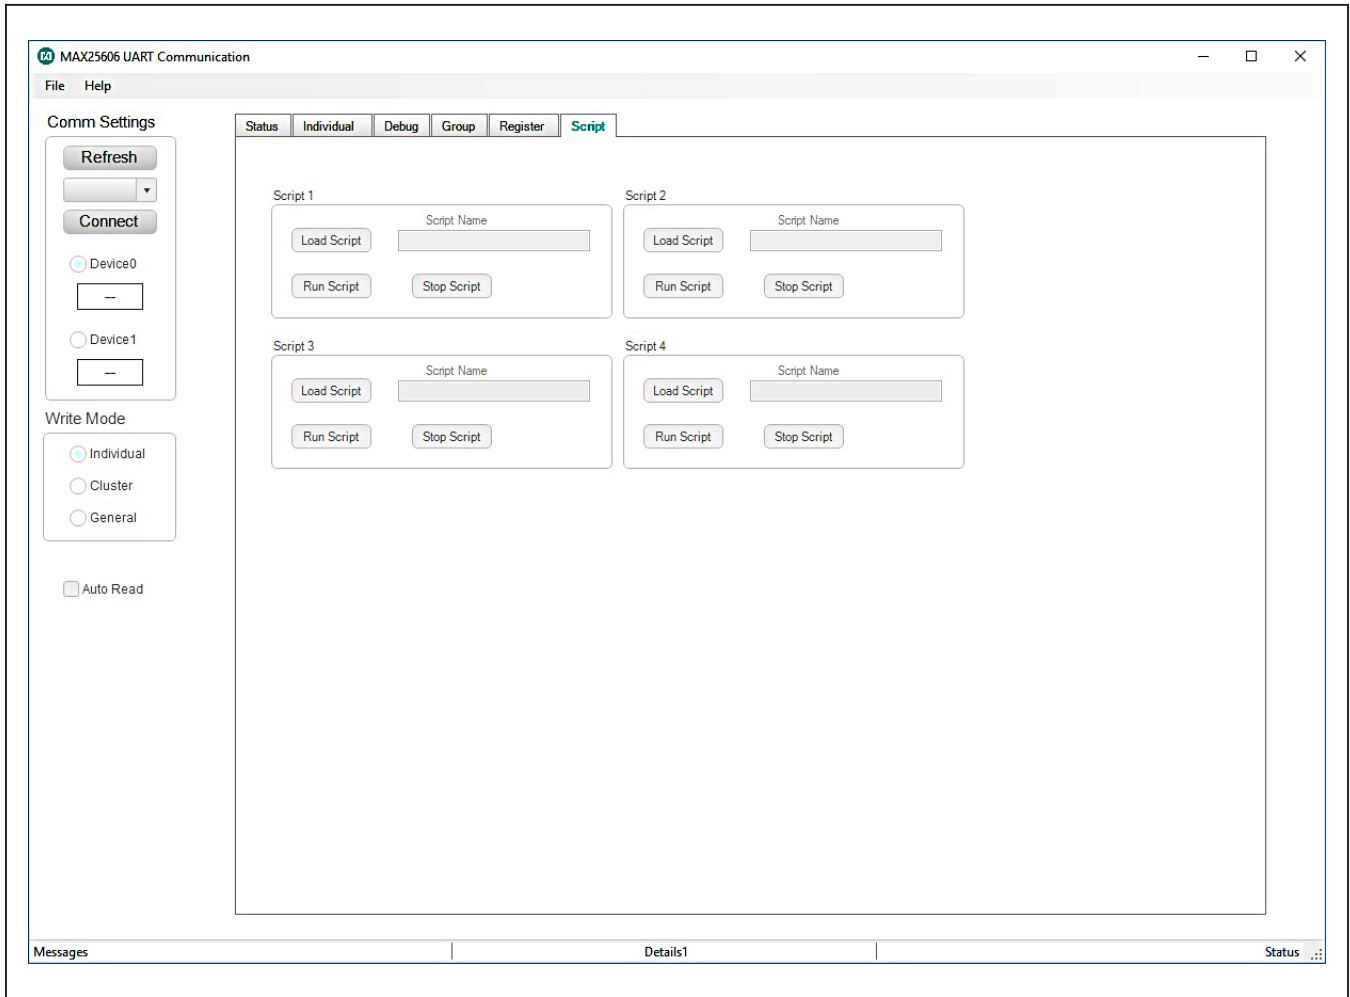 MAX25606 UART Communication
File Help
Comm Settings
Refresh
Connect
Device0
---
Device1
---
Write Mode
Individual
Cluster
General
Auto Read
Status Individual Debug Group Register Script
Script 1
Script Name
Load Script
Run Script Stop Script
Script 2
Script Name
Load Script
Run Script Stop Script
Script 3
Script Name
Load Script
Run Script Stop Script
Script 4
Script Name
Load Script
Run Script Stop Script
Messages Details1 Status